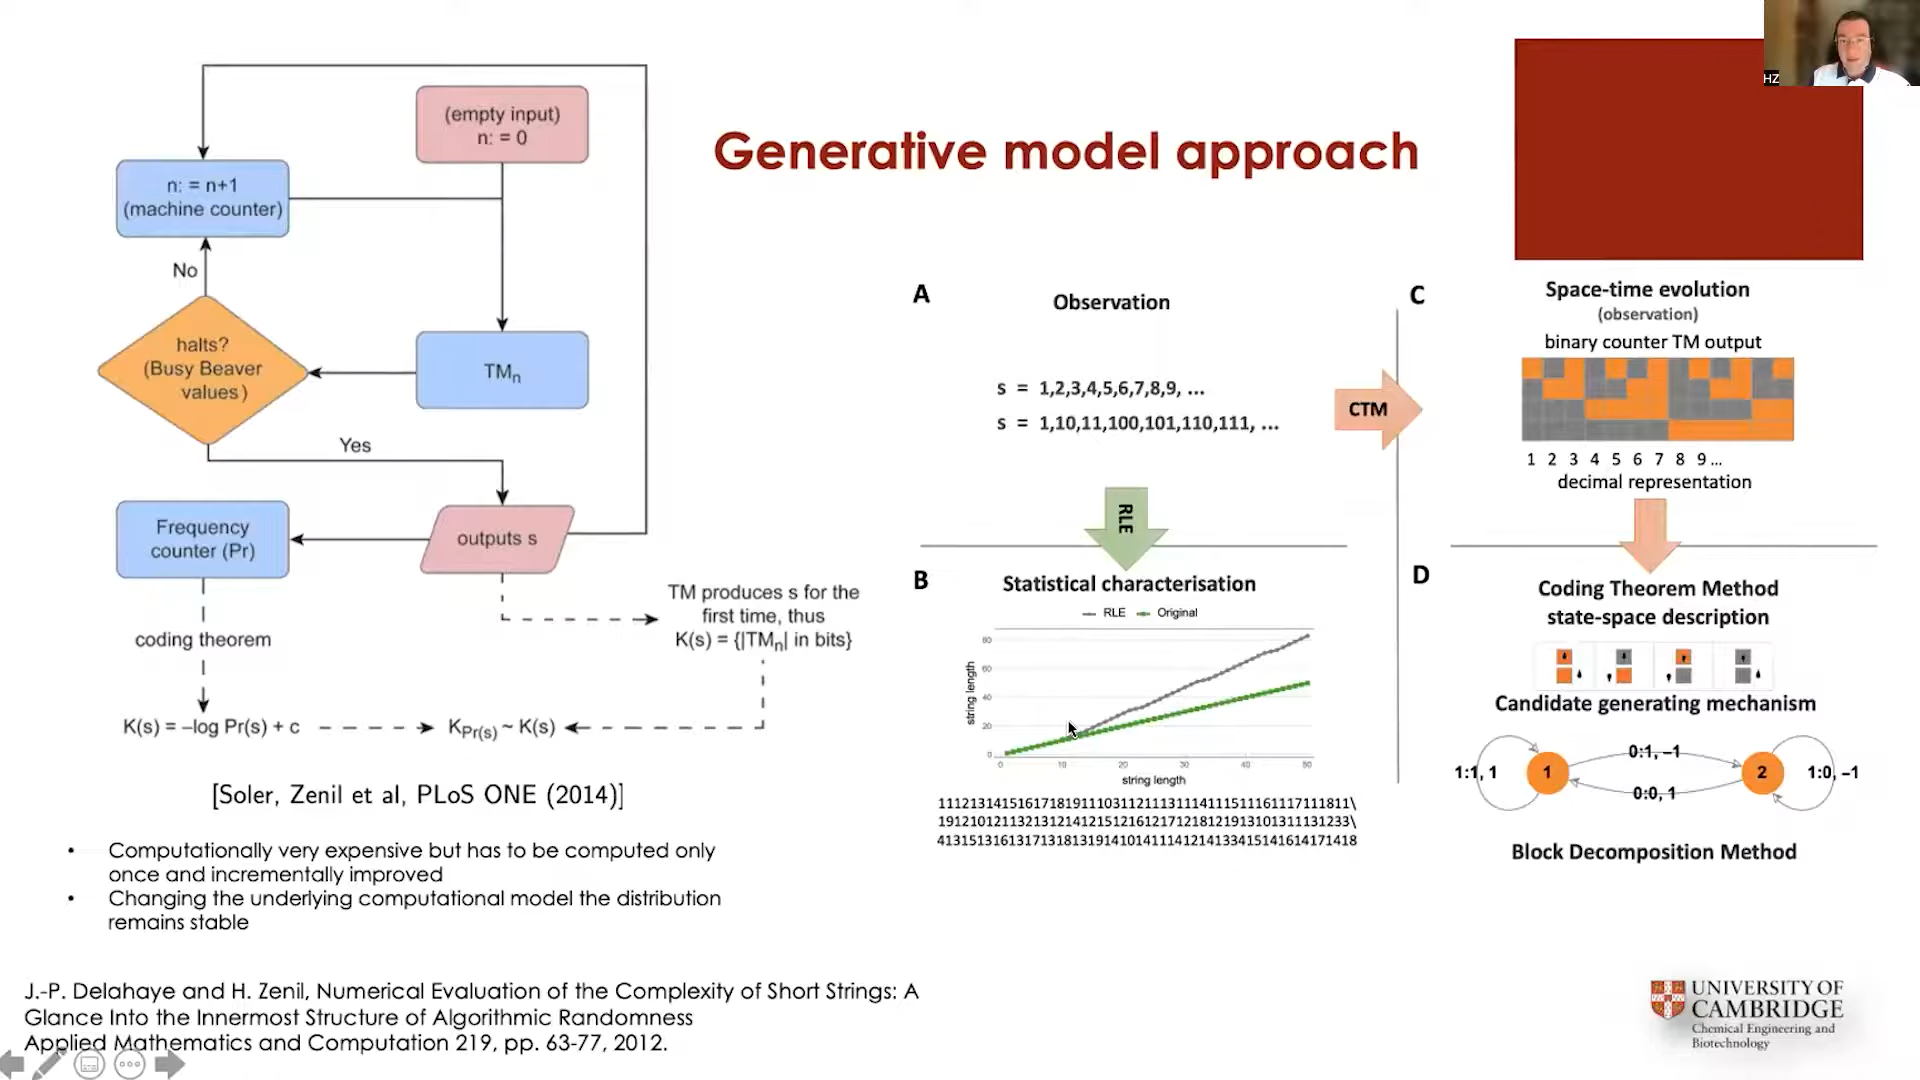 HZ
Generative model approach
(empty input)
n: = 0
n: = n+1
(machine counter)
No
halts?
(Busy Beaver
values)
TMn
Yes
Frequency
counter (Pr)
outputs s
coding theorem
TM produces s for the
first time, thus
K(s) = {|TMn| in bits}
K(s) = –log Pr(s) + c
KPr(s) ~ K(s)
[Soler, Zenil et al, PLoS ONE (2014)]
• Computationally very expensive but has to be computed only
once and incrementally improved
• Changing the underlying computational model the distribution
remains stable
J.-P. Delahaye and H. Zenil, Numerical Evaluation of the Complexity of Short Strings: A
Glance Into the Innermost Structure of Algorithmic Randomness
Applied Mathematics and Computation 219, pp. 63-77, 2012.
A
Observation
s = 1,2,3,4,5,6,7,8,9, ...
s = 1,10,11,100,101,110,111, ...
CTM
RLE
B
Statistical characterisation
RLE Original
string length
80
60
40
20
0
0 10 20 30 40 50
string length
1112131415161718191110311211131114111511161117111811\
1912101211321312141215121612171218121913101311131233\
41315131613171318131914101411141214133415141614171418
C
Space-time evolution
(observation)
binary counter TM output
1 2 3 4 5 6 7 8 9 ...
decimal representation
D
Coding Theorem Method
state-space description
Candidate generating mechanism
1:1, 1
1
0:1, –1
0:0, 1
2
1:0, –1
Block Decomposition Method
UNIVERSITY OF
CAMBRIDGE
Chemical Engineering and
Biotechnology